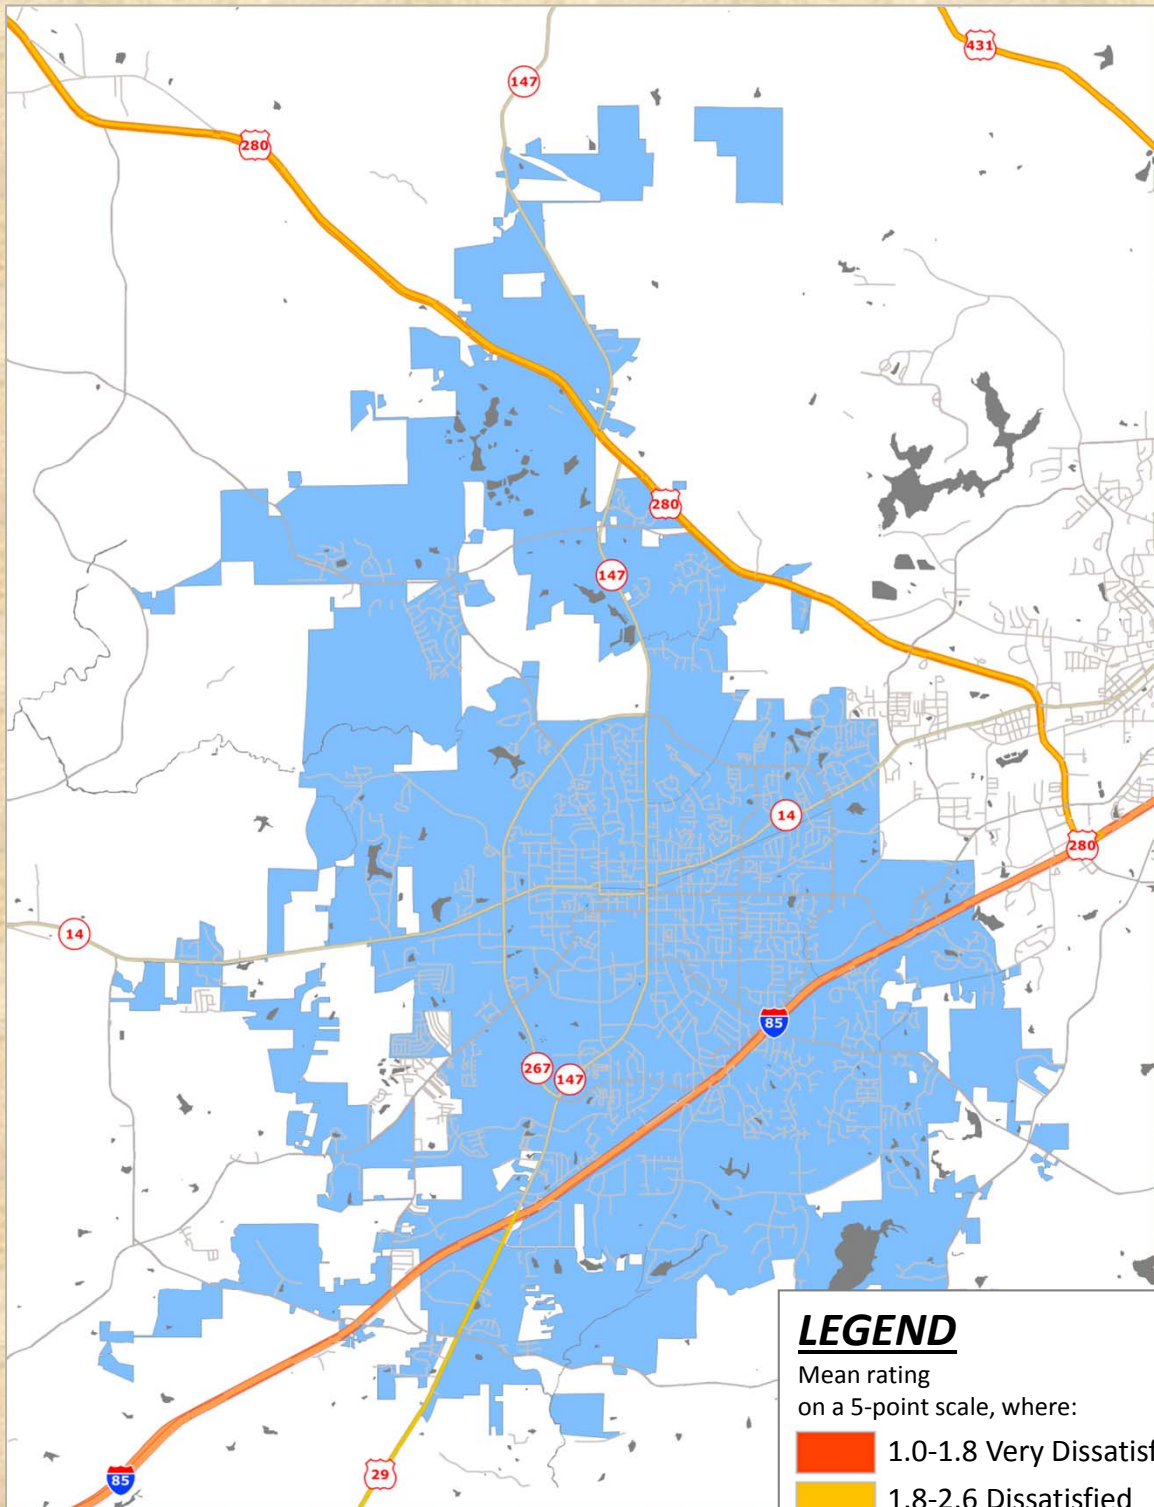 431
147
280
280
147
14
280
14
85
267
147
LEGEND
Mean rating
on a 5-point scale, where:
1.0-1.8 Very Dissatisf
1.8-2.6 Dissatisfied
29
85